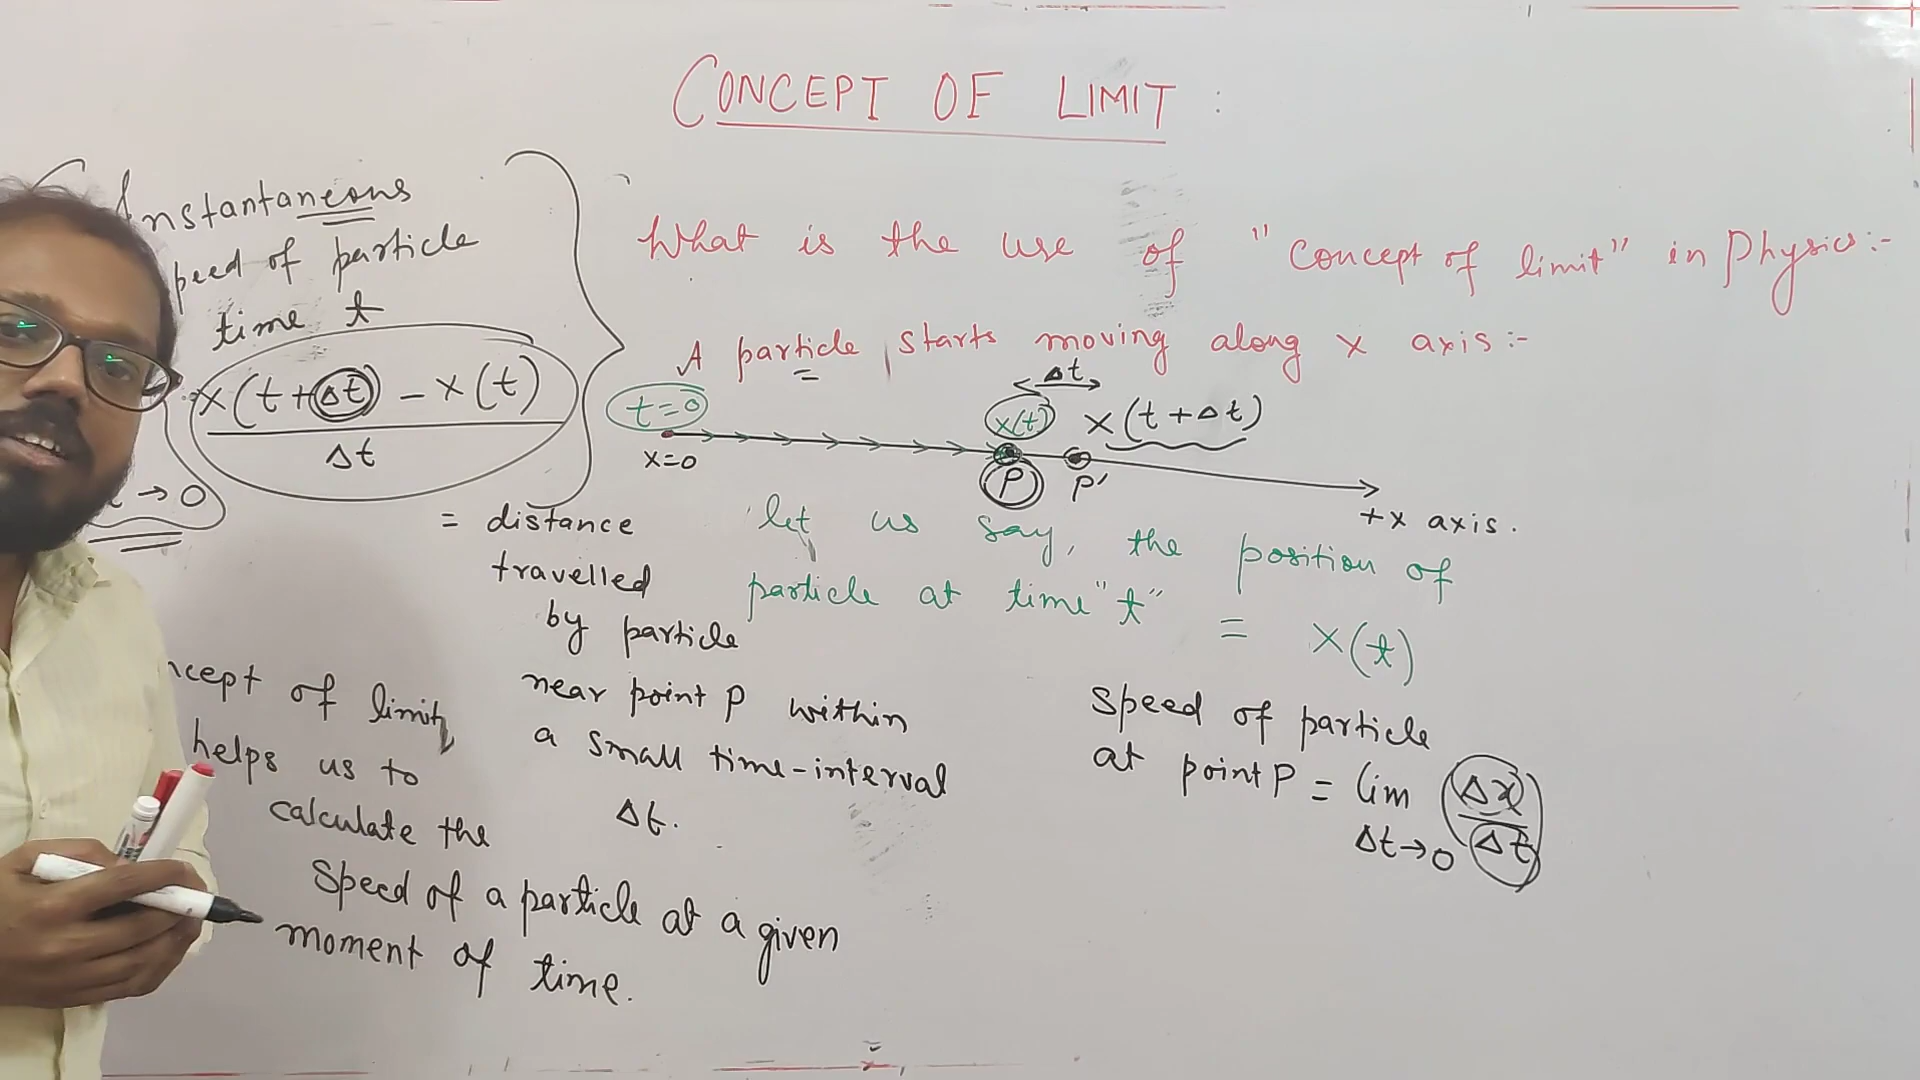 CONCEPT OF LIMIT :
What is the use of "Concept of limit" in Physics:-
A particle starts moving along x axis:-
Δt
t=0 x(t) x(t+Δt)
x=0 P P'
+x axis.
let us say, the position of
particle at time "t"
= x(t)
Speed of particle
at point P = lim Δx
Δt→0 Δt
Instantaneous
peed of particle
time t
x(t+Δt) - x(t)
Δt
→0
= distance
travelled
by particle
near point P within
a small time-interval
Δt.
ncept of limit
helps us to
calculate the
Speed of a particle at a given
moment of time.